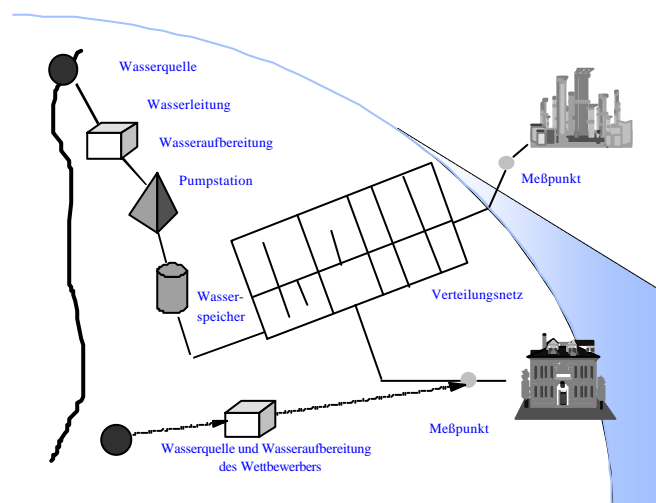 Wasserquelle
Wasserleitung
Wasseraufbereitung
Pumpstation
Meßpunkt
Wasser-
speicher
Verteilungsnetz
Meßpunkt
Wasserquelle und Wasseraufbereitung
des Wettbewerbers